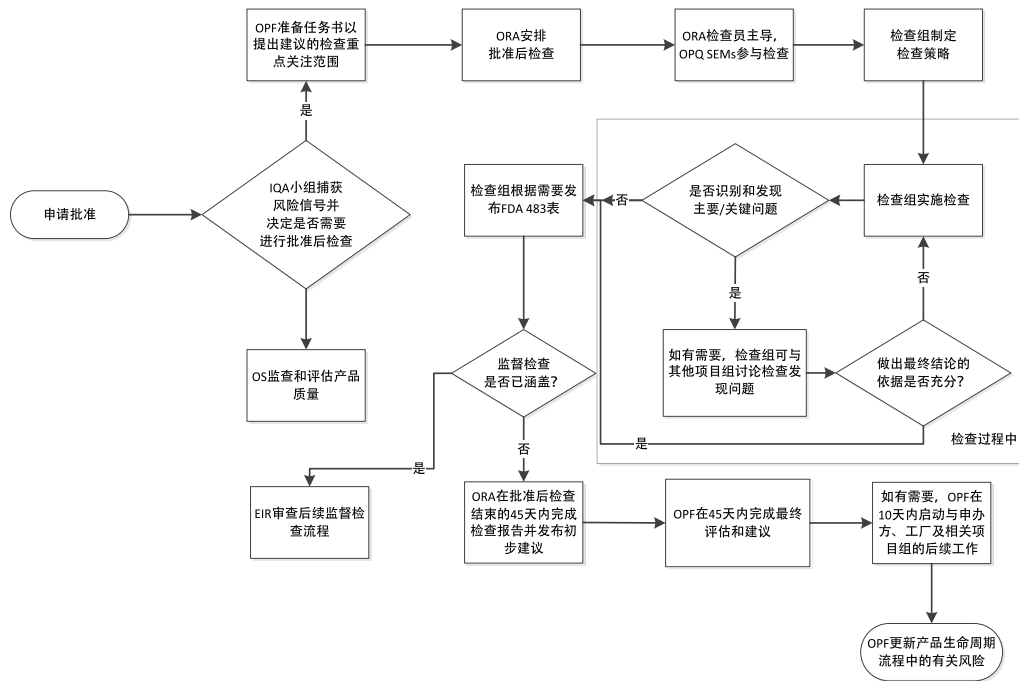 OPF准备任务书以
提出建议的检查重
点关注范围
ORA安排
批准后检查
ORA检查员主导，
OPQ SEMs参与检查
检查组制定
检查策略
是
申请批准
IQA小组捕获
风险信号并
决定是否需要
进行批准后检查
检查组根据需要发
布FDA 483表
否
是否识别和发现
主要/关键问题
检查组实施检查
是
否
OS监查和评估产品
质量
监督检查
是否已涵盖？
如有需要，检查组可与
其他项目组讨论检查发
现问题
做出最终结论的
依据是否充分？
是
检查过程中
否
是
EIR审查后续监督检
查流程
ORA在批准后检查
结束的45天内完成
检查报告并发布初
步建议
OPF在45天内完成最终
评估和建议
如有需要，OPF在
10天内启动与申办
方、工厂及相关项
目组的后续工作
OPF更新产品生命周期
流程中的有关风险